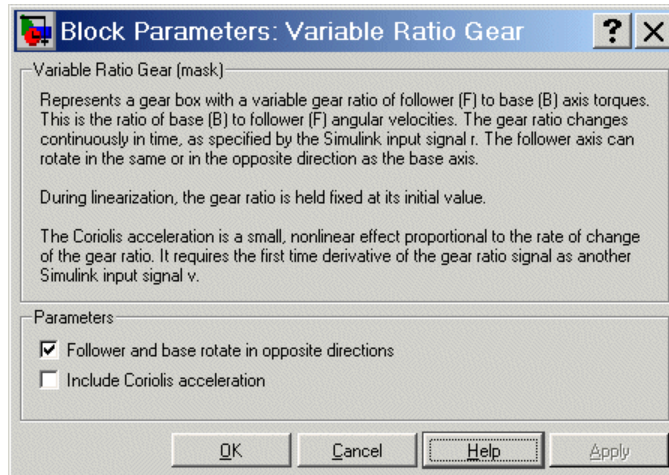 Block Parameters: Variable Ratio Gear
Variable Ratio Gear (mask)
Represents a gear box with a variable gear ratio of follower (F) to base (B) axis torques.
This is the ratio of base (B) to follower (F) angular velocities. The gear ratio changes
continuously in time, as specified by the Simulink input signal r. The follower axis can
rotate in the same or in the opposite direction as the base axis.
During linearization, the gear ratio is held fixed at its initial value.
The Coriolis acceleration is a small, nonlinear effect proportional to the rate of change
of the gear ratio. It requires the first time derivative of the gear ratio signal as another
Simulink input signal v.
Parameters
Follower and base rotate in opposite directions
Include Coriolis acceleration
OK Cancel Help Apply